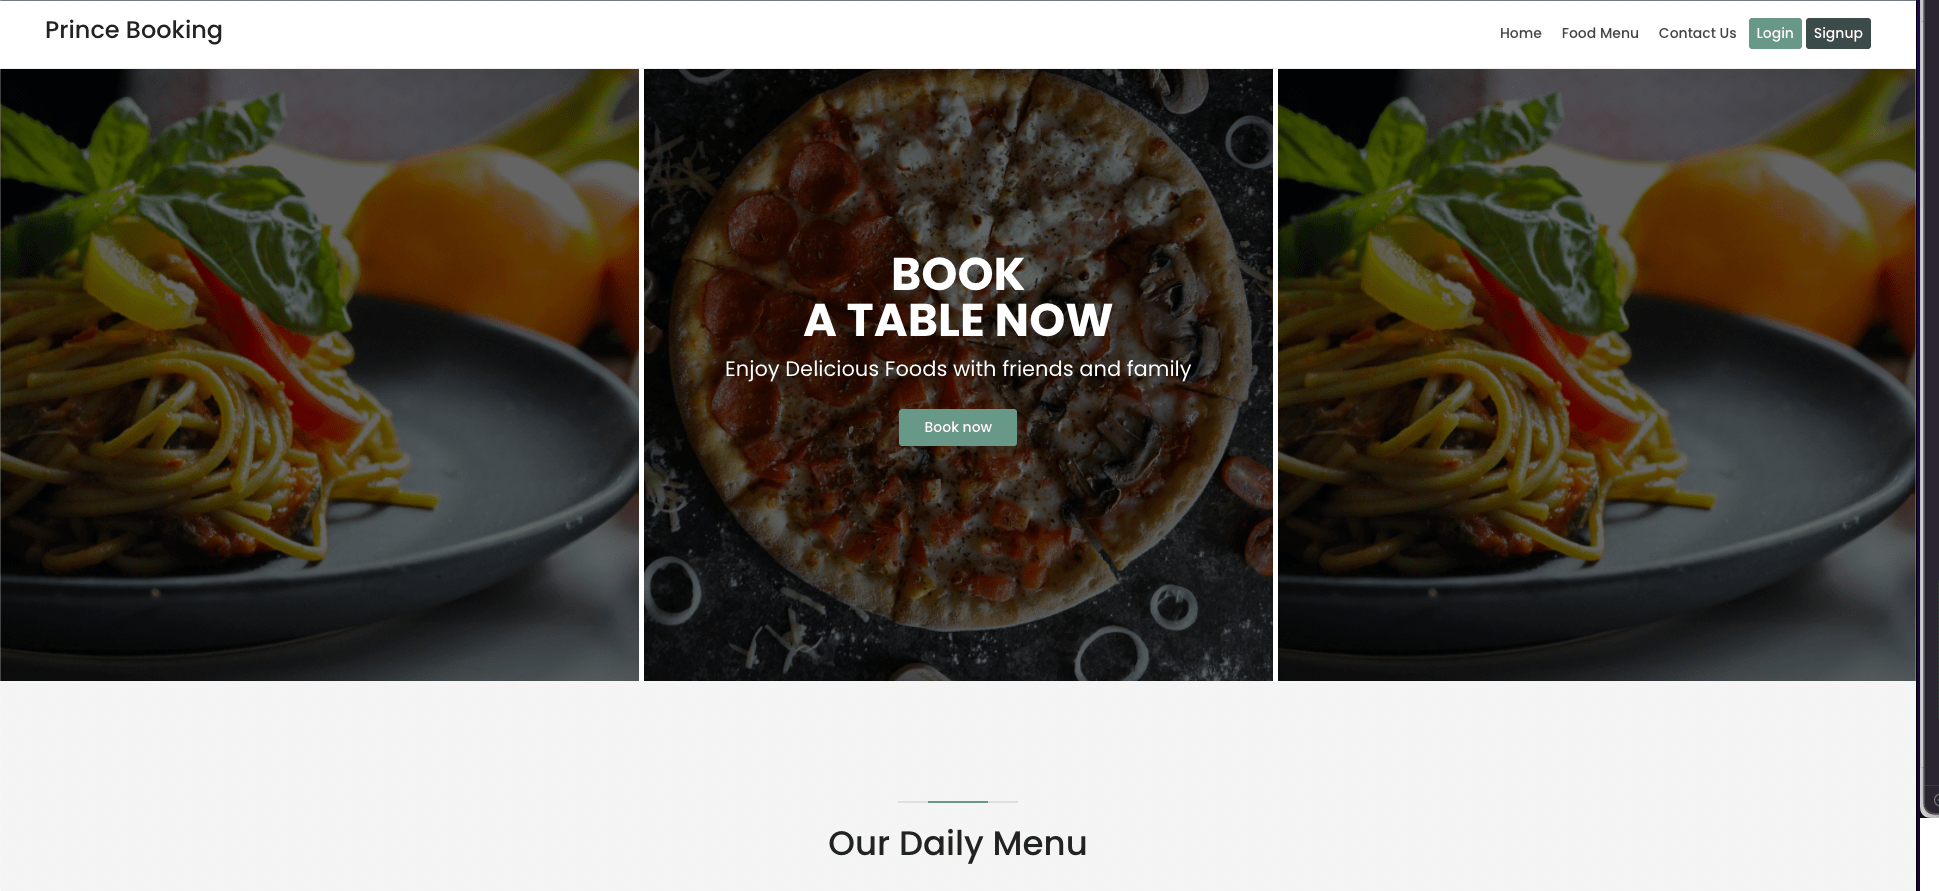 Prince Booking
Home Food Menu Contact Us Login Signup
BOOK
A TABLE NOW
Enjoy Delicious Foods with friends and family
Book now
Our Daily Menu